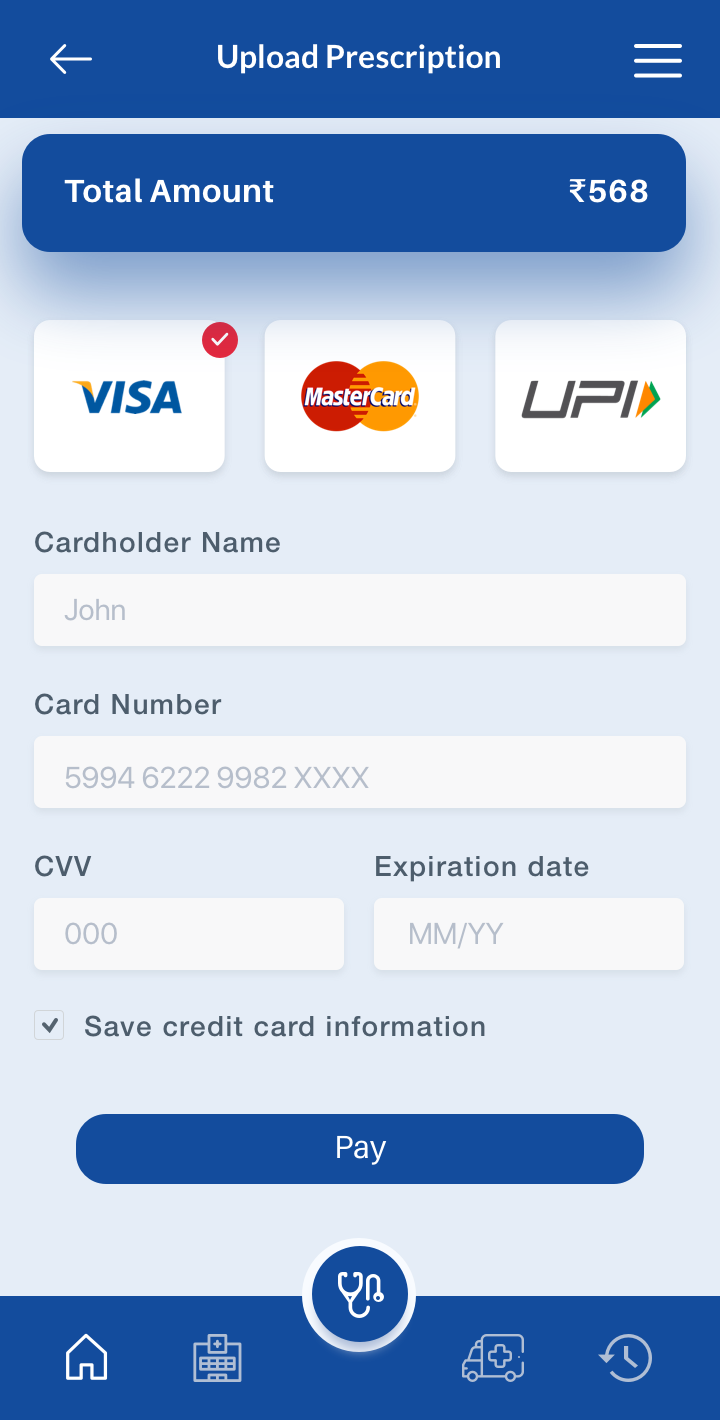 Upload Prescription
Total Amount ₹568
VISA MasterCard UPI
Cardholder Name
John
Card Number
5994 6222 9982 XXXX
CVV Expiration date
000 MM/YY
Save credit card information
Pay